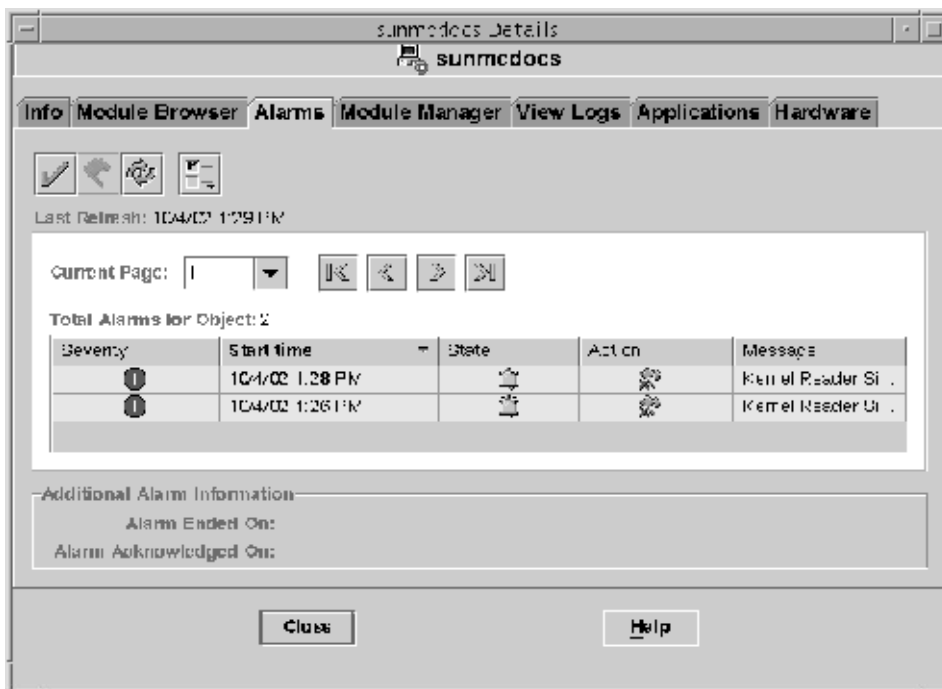 sunmcdocs Details
sunmcdocs
Info Module Browser Alarms Module Manager View Logs Applications Hardware
Last Refresh: 10/4/02 1:29 PM
Current Page: 1
Total Alarms for Object: 2
Severity Start time State Action Message
10/4/02 1:28 PM Kernel Reader Si...
10/4/02 1:26 PM Kernel Reader Si...
Additional Alarm Information
Alarm Ended On:
Alarm Acknowledged On:
Close Help